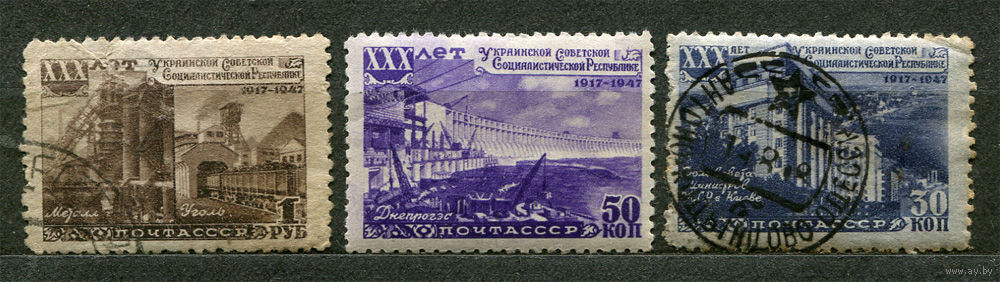 XXX ЛЕТ
УКРАИНСКОЙ СОВЕТСКОЙ
СОЦИАЛИСТИЧЕСКОЙ РЕСПУБЛИКЕ
1917-1947
Металл Уголь
1
ПОЧТА СССР РУБ
XXX ЛЕТ
УКРАИНСКОЙ СОВЕТСКОЙ
СОЦИАЛИСТИЧЕСКОЙ РЕСПУБЛИКЕ
1917-1947
Днепрогэс
50
ПОЧТА СССР КОП
XXX ЛЕТ
УКРАИНСКОЙ СОВЕТСКОЙ
СОЦИАЛИСТИЧЕСКОЙ РЕСПУБЛИКЕ
1917-1947
в Киеве
30
ПОЧТА СССР КОП
www.ay.by